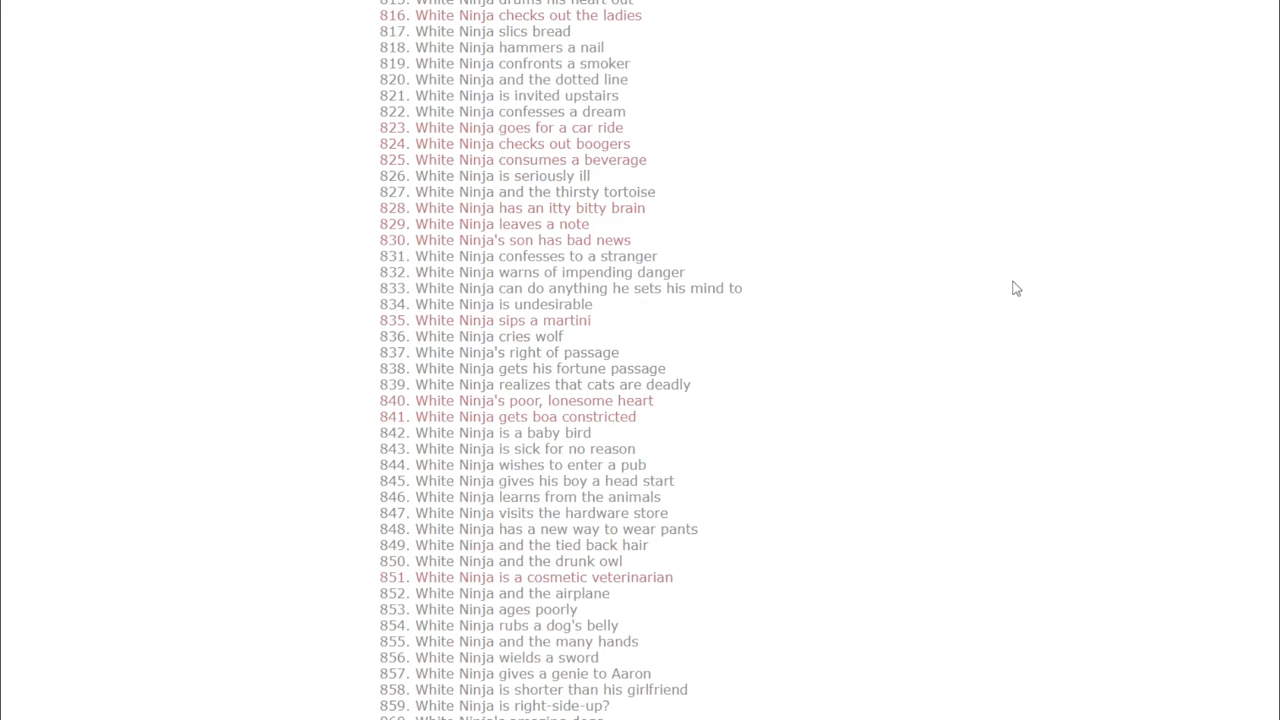 815. White Ninja drums his heart out
816. White Ninja checks out the ladies
817. White Ninja slics bread
818. White Ninja hammers a nail
819. White Ninja confronts a smoker
820. White Ninja and the dotted line
821. White Ninja is invited upstairs
822. White Ninja confesses a dream
823. White Ninja goes for a car ride
824. White Ninja checks out boogers
825. White Ninja consumes a beverage
826. White Ninja is seriously ill
827. White Ninja and the thirsty tortoise
828. White Ninja has an itty bitty brain
829. White Ninja leaves a note
830. White Ninja's son has bad news
831. White Ninja confesses to a stranger
832. White Ninja warns of impending danger
833. White Ninja can do anything he sets his mind to
834. White Ninja is undesirable
835. White Ninja sips a martini
836. White Ninja cries wolf
837. White Ninja's right of passage
838. White Ninja gets his fortune passage
839. White Ninja realizes that cats are deadly
840. White Ninja's poor, lonesome heart
841. White Ninja gets boa constricted
842. White Ninja is a baby bird
843. White Ninja is sick for no reason
844. White Ninja wishes to enter a pub
845. White Ninja gives his boy a head start
846. White Ninja learns from the animals
847. White Ninja visits the hardware store
848. White Ninja has a new way to wear pants
849. White Ninja and the tied back hair
850. White Ninja and the drunk owl
851. White Ninja is a cosmetic veterinarian
852. White Ninja and the airplane
853. White Ninja ages poorly
854. White Ninja rubs a dog's belly
855. White Ninja and the many hands
856. White Ninja wields a sword
857. White Ninja gives a genie to Aaron
858. White Ninja is shorter than his girlfriend
859. White Ninja is right-side-up?
860. White Ninja's amazing dogs